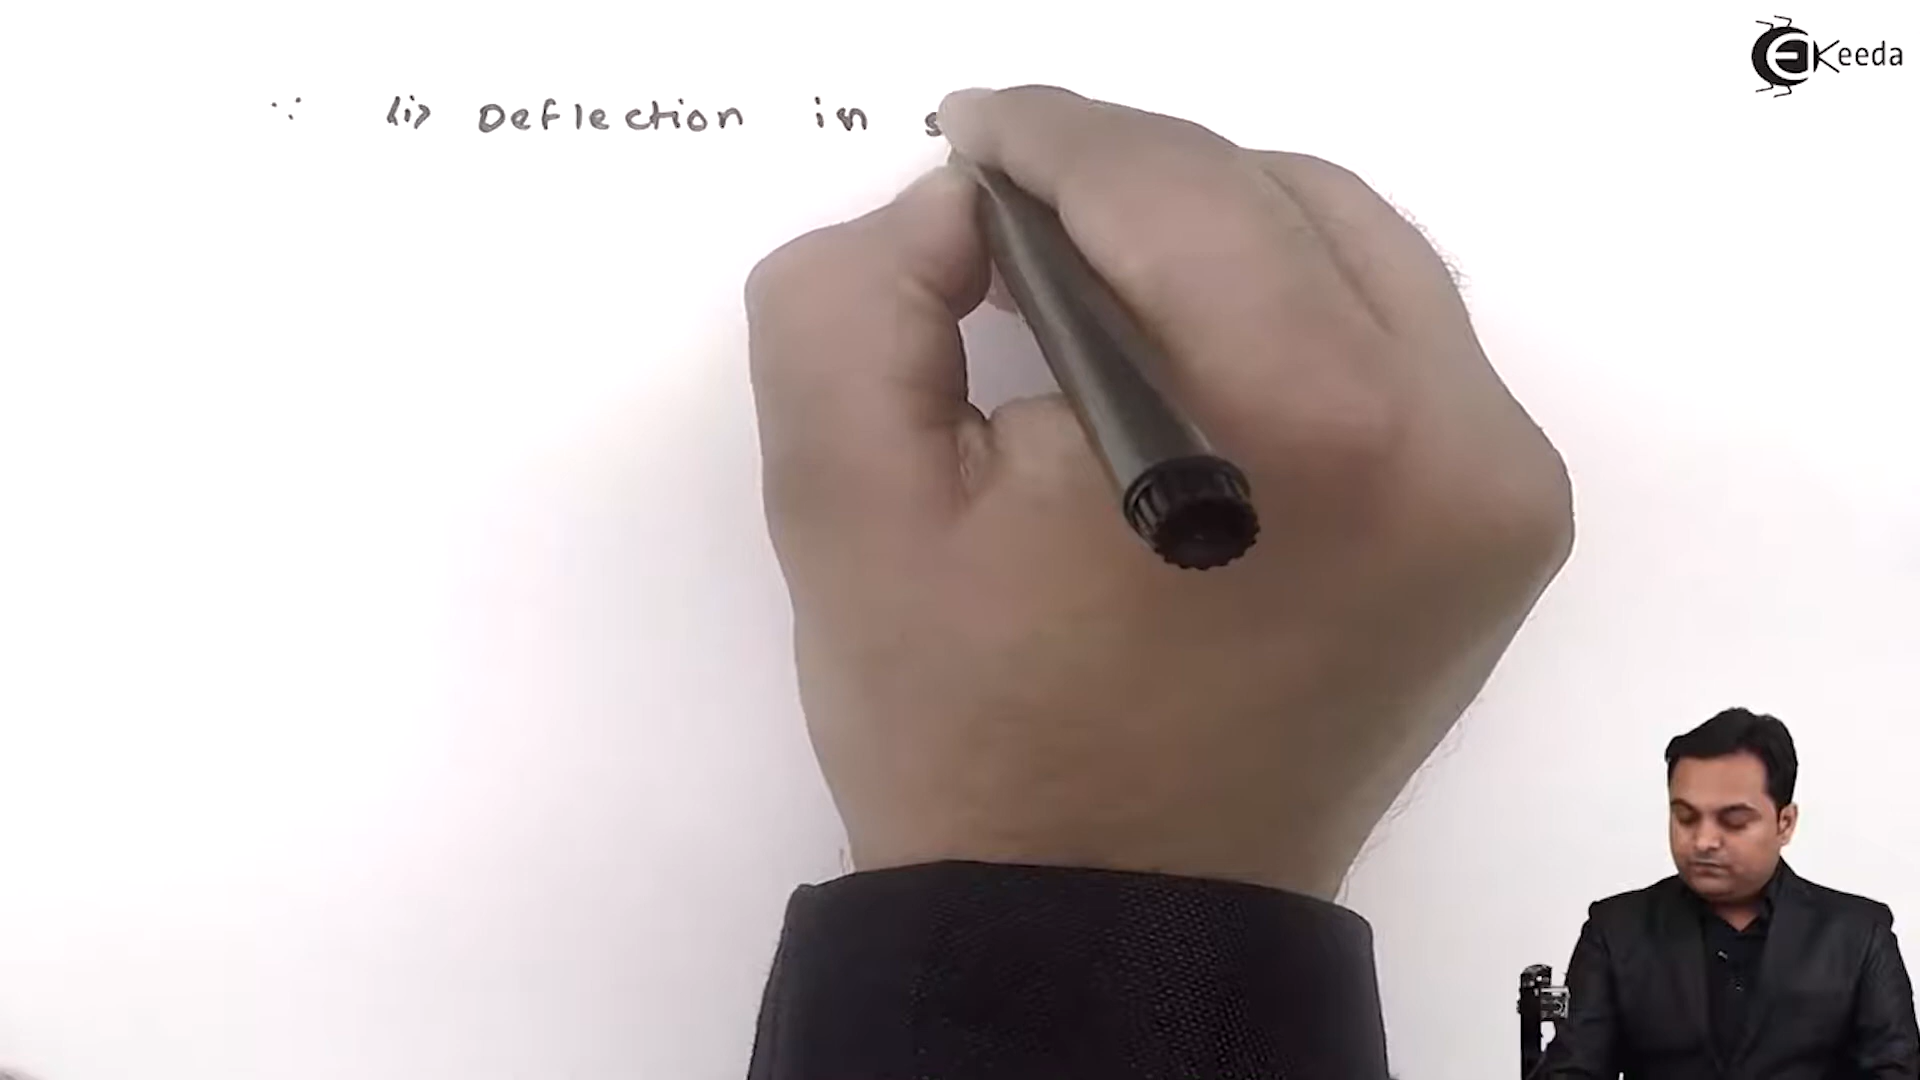 ∵ (i) Deflection in s
EKeeda